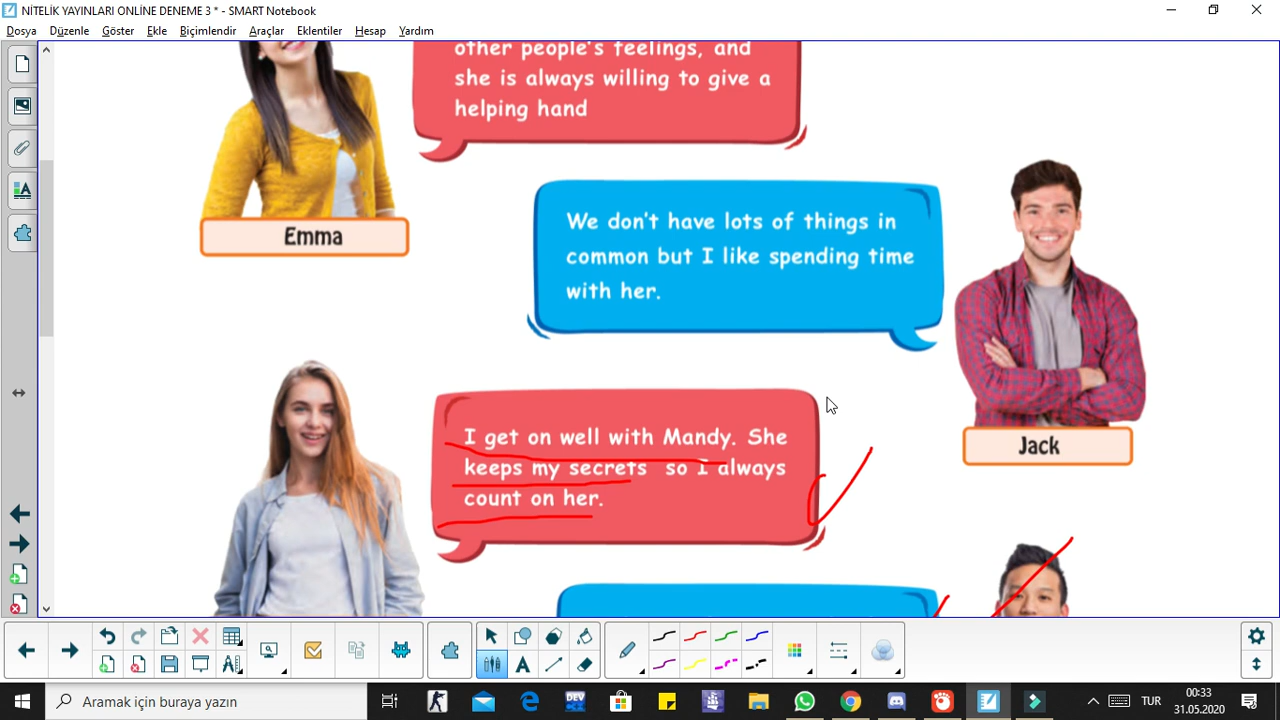 NİTELİK YAYINLARI ONLİNE DENEME 3 * - SMART Notebook
Dosya Düzenle Göster Ekle Biçimlendir Araçlar Eklentiler Hesap Yardım
other people's feelings, and
she is always willing to give a
helping hand
Emma
We don't have lots of things in
common but I like spending time
with her.
Jack
I get on well with Mandy. She
keeps my secrets so I always
count on her.
Aramak için buraya yazın
DEV
TUR
00:33
31.05.2020